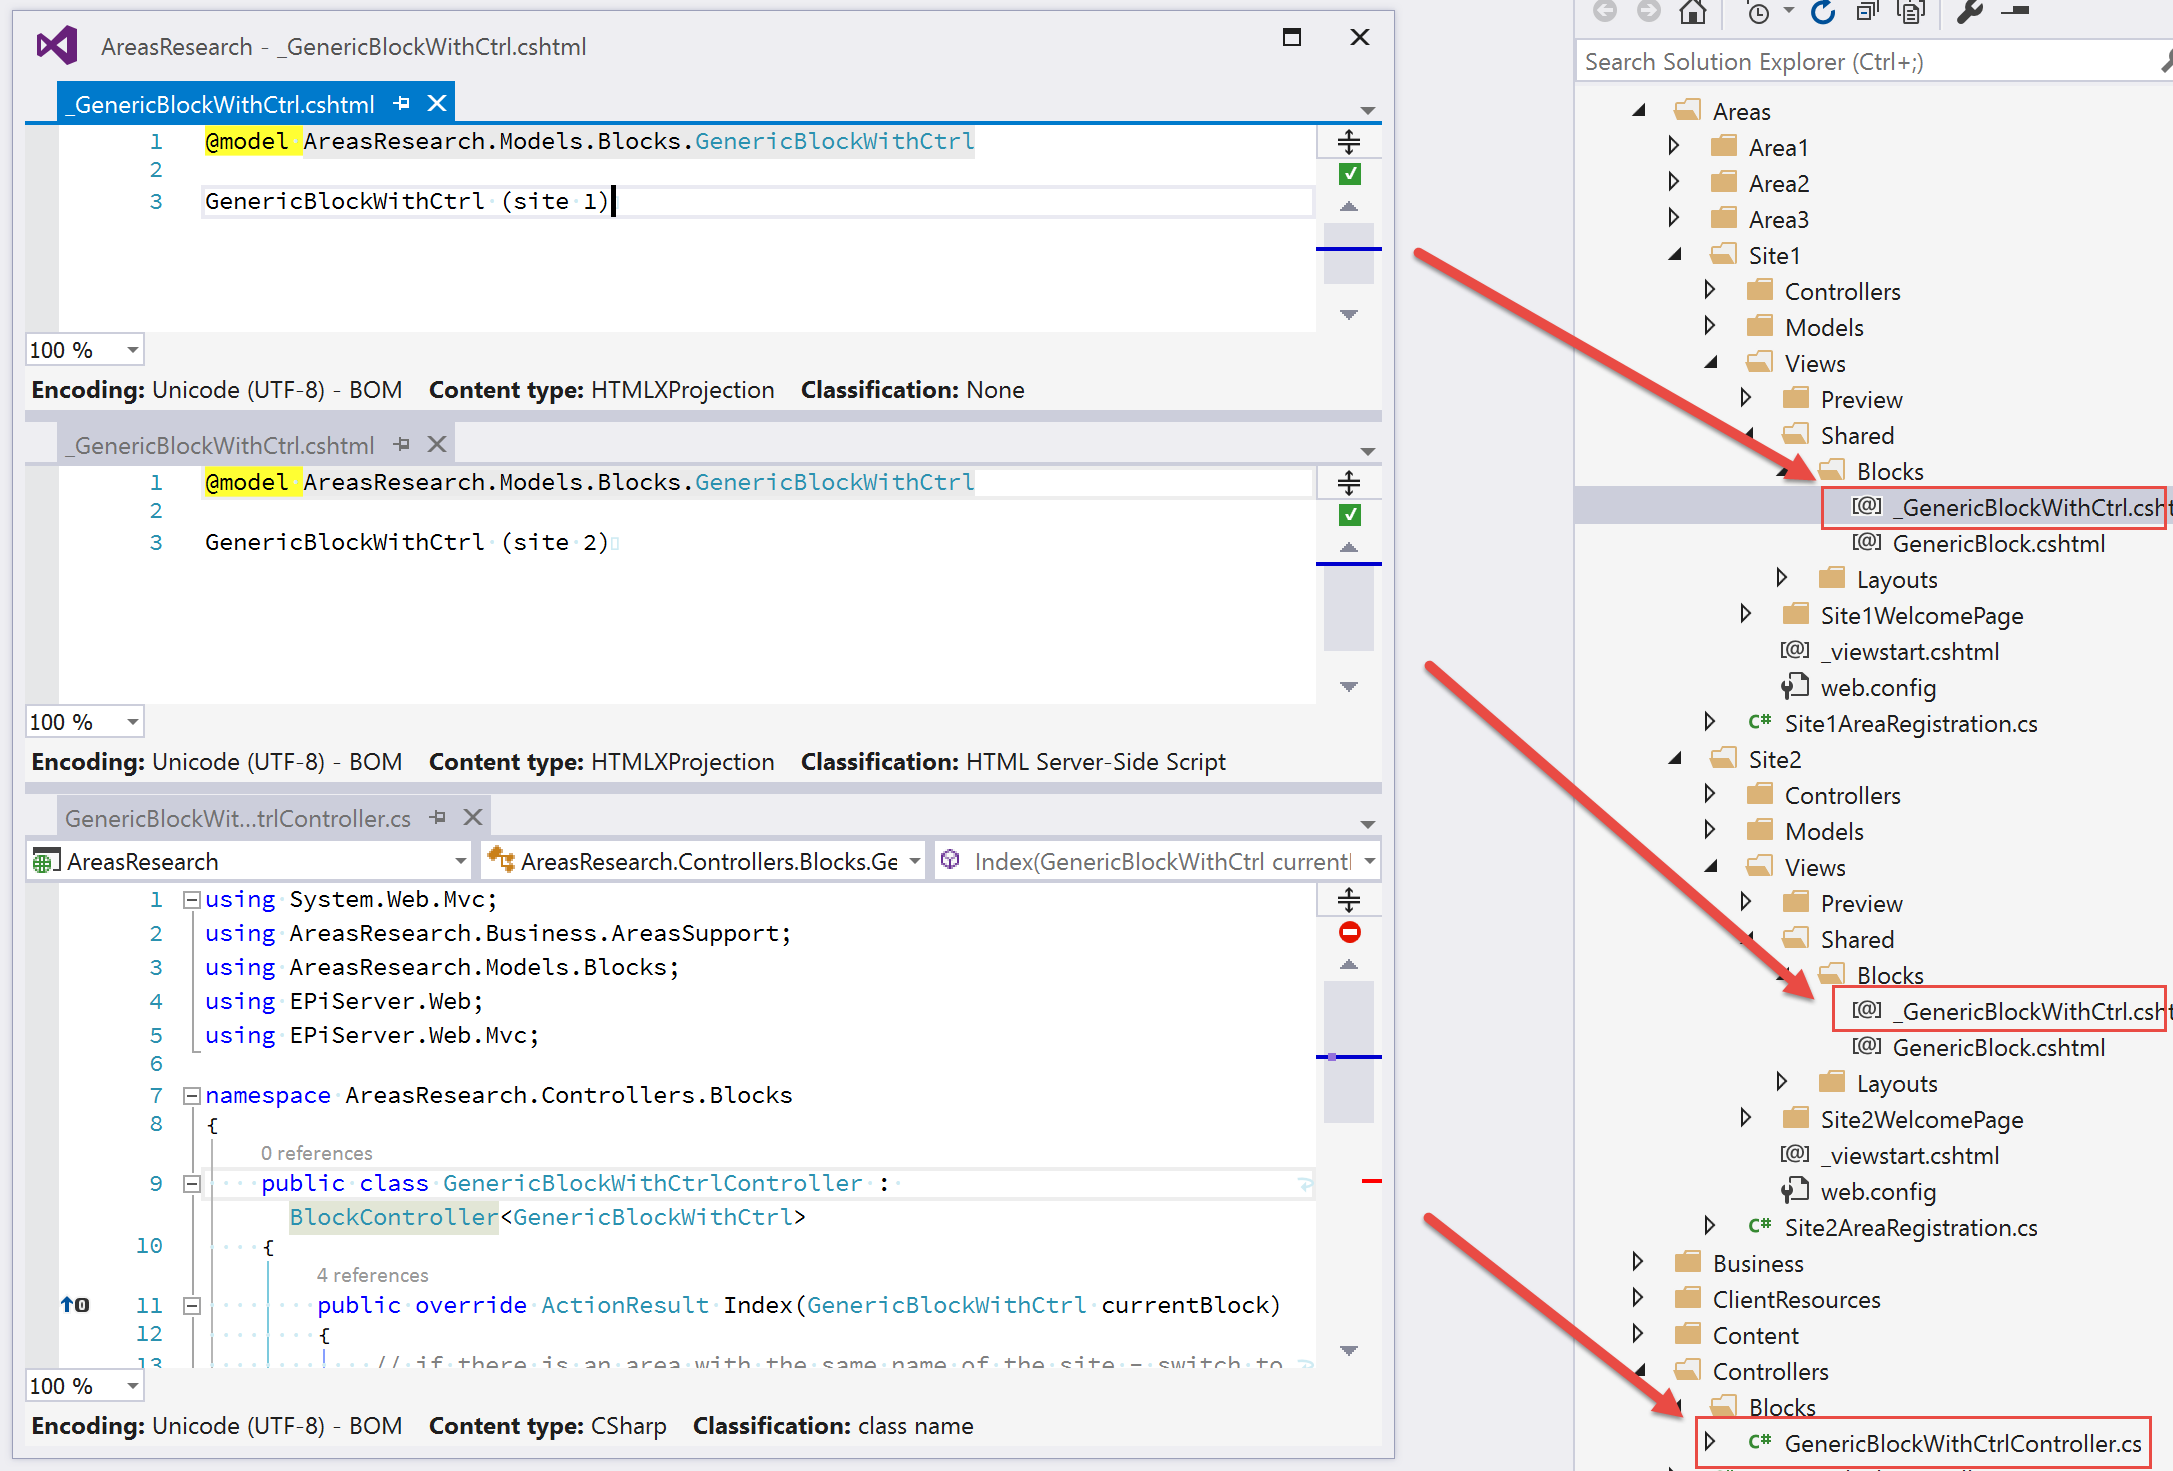 AreasResearch - _GenericBlockWithCtrl.cshtml
_GenericBlockWithCtrl.cshtml
1 @model AreasResearch.Models.Blocks.GenericBlockWithCtrl
2
3 GenericBlockWithCtrl (site 1)
100 %
Encoding: Unicode (UTF-8) - BOM Content type: HTMLXProjection Classification: None
_GenericBlockWithCtrl.cshtml
1 @model AreasResearch.Models.Blocks.GenericBlockWithCtrl
2
3 GenericBlockWithCtrl (site 2)
100 %
Encoding: Unicode (UTF-8) - BOM Content type: HTMLXProjection Classification: HTML Server-Side Script
GenericBlockWit...trlController.cs
AreasResearch AreasResearch.Controllers.Blocks.Ge Index(GenericBlockWithCtrl currentl
1 using System.Web.Mvc;
2 using AreasResearch.Business.AreasSupport;
3 using AreasResearch.Models.Blocks;
4 using EPiServer.Web;
5 using EPiServer.Web.Mvc;
6
7 namespace AreasResearch.Controllers.Blocks
8 {
0 references
9 public class GenericBlockWithCtrlController :
BlockController<GenericBlockWithCtrl>
10 {
4 references
11 public override ActionResult Index(GenericBlockWithCtrl currentBlock)
12 {
13 // if there is an area with the same name of the site - switch to
100 %
Encoding: Unicode (UTF-8) - BOM Content type: CSharp Classification: class name
Search Solution Explorer (Ctrl+;)
Areas
Area1
Area2
Area3
Site1
Controllers
Models
Views
Preview
Shared
Blocks
[@] _GenericBlockWithCtrl.csht
[@] GenericBlock.cshtml
Layouts
Site1WelcomePage
[@] _viewstart.cshtml
web.config
C# Site1AreaRegistration.cs
Site2
Controllers
Models
Views
Preview
Shared
Blocks
[@] _GenericBlockWithCtrl.csht
[@] GenericBlock.cshtml
Layouts
Site2WelcomePage
[@] _viewstart.cshtml
web.config
C# Site2AreaRegistration.cs
Business
ClientResources
Content
Controllers
Blocks
C# GenericBlockWithCtrlController.cs